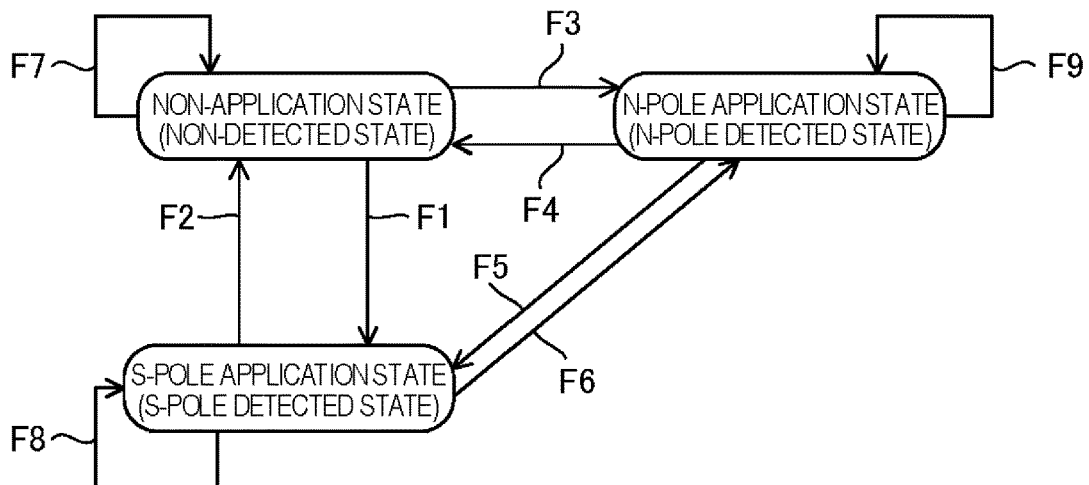 F3
F7
F9
NON-APPLICATION STATE
(NON-DETECTED STATE)
N-POLE APPLICATION STATE
(N-POLE DETECTED STATE)
F4
F2
F1
F5
F6
S-POLE APPLICATION STATE
(S-POLE DETECTED STATE)
F8